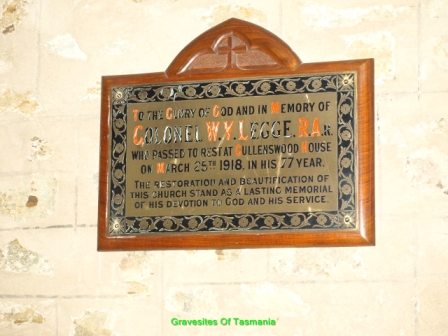 TO THE GLORY OF GOD AND IN MEMORY OF
COLONEL W.V. LEGGE. R.A.
WHO PASSED TO REST AT CULLENSWOOD HOUSE
ON MARCH 25TH 1918, IN HIS 77 YEAR.
THE RESTORATION AND BEAUTIFICATION OF
THIS CHURCH STAND AS A LASTING MEMORIAL
OF HIS DEVOTION TO GOD AND HIS SERVICE
Gravesites Of Tasmania